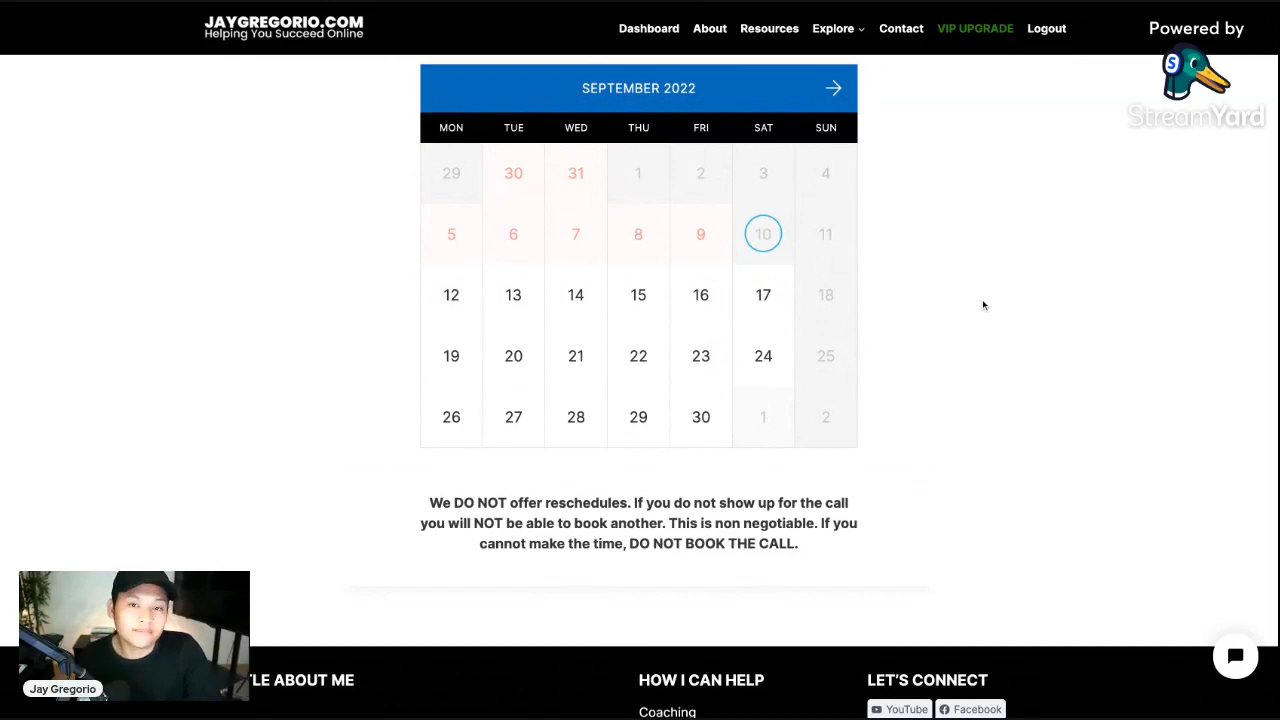 JAYGREGORIO.COM
Helping You Succeed Online
Dashboard About Resources Explore Contact VIP UPGRADE Logout
Powered by
S
StreamYard
SEPTEMBER 2022
MON TUE WED THU FRI SAT SUN
29 30 31 1 2 3 4
5 6 7 8 9 10 11
12 13 14 15 16 17 18
19 20 21 22 23 24 25
26 27 28 29 30 1 2
We DO NOT offer reschedules. If you do not show up for the call
you will NOT be able to book another. This is non negotiable. If you
cannot make the time, DO NOT BOOK THE CALL.
Jay Gregorio
TLE ABOUT ME
HOW I CAN HELP
Coaching
LET'S CONNECT
YouTube Facebook